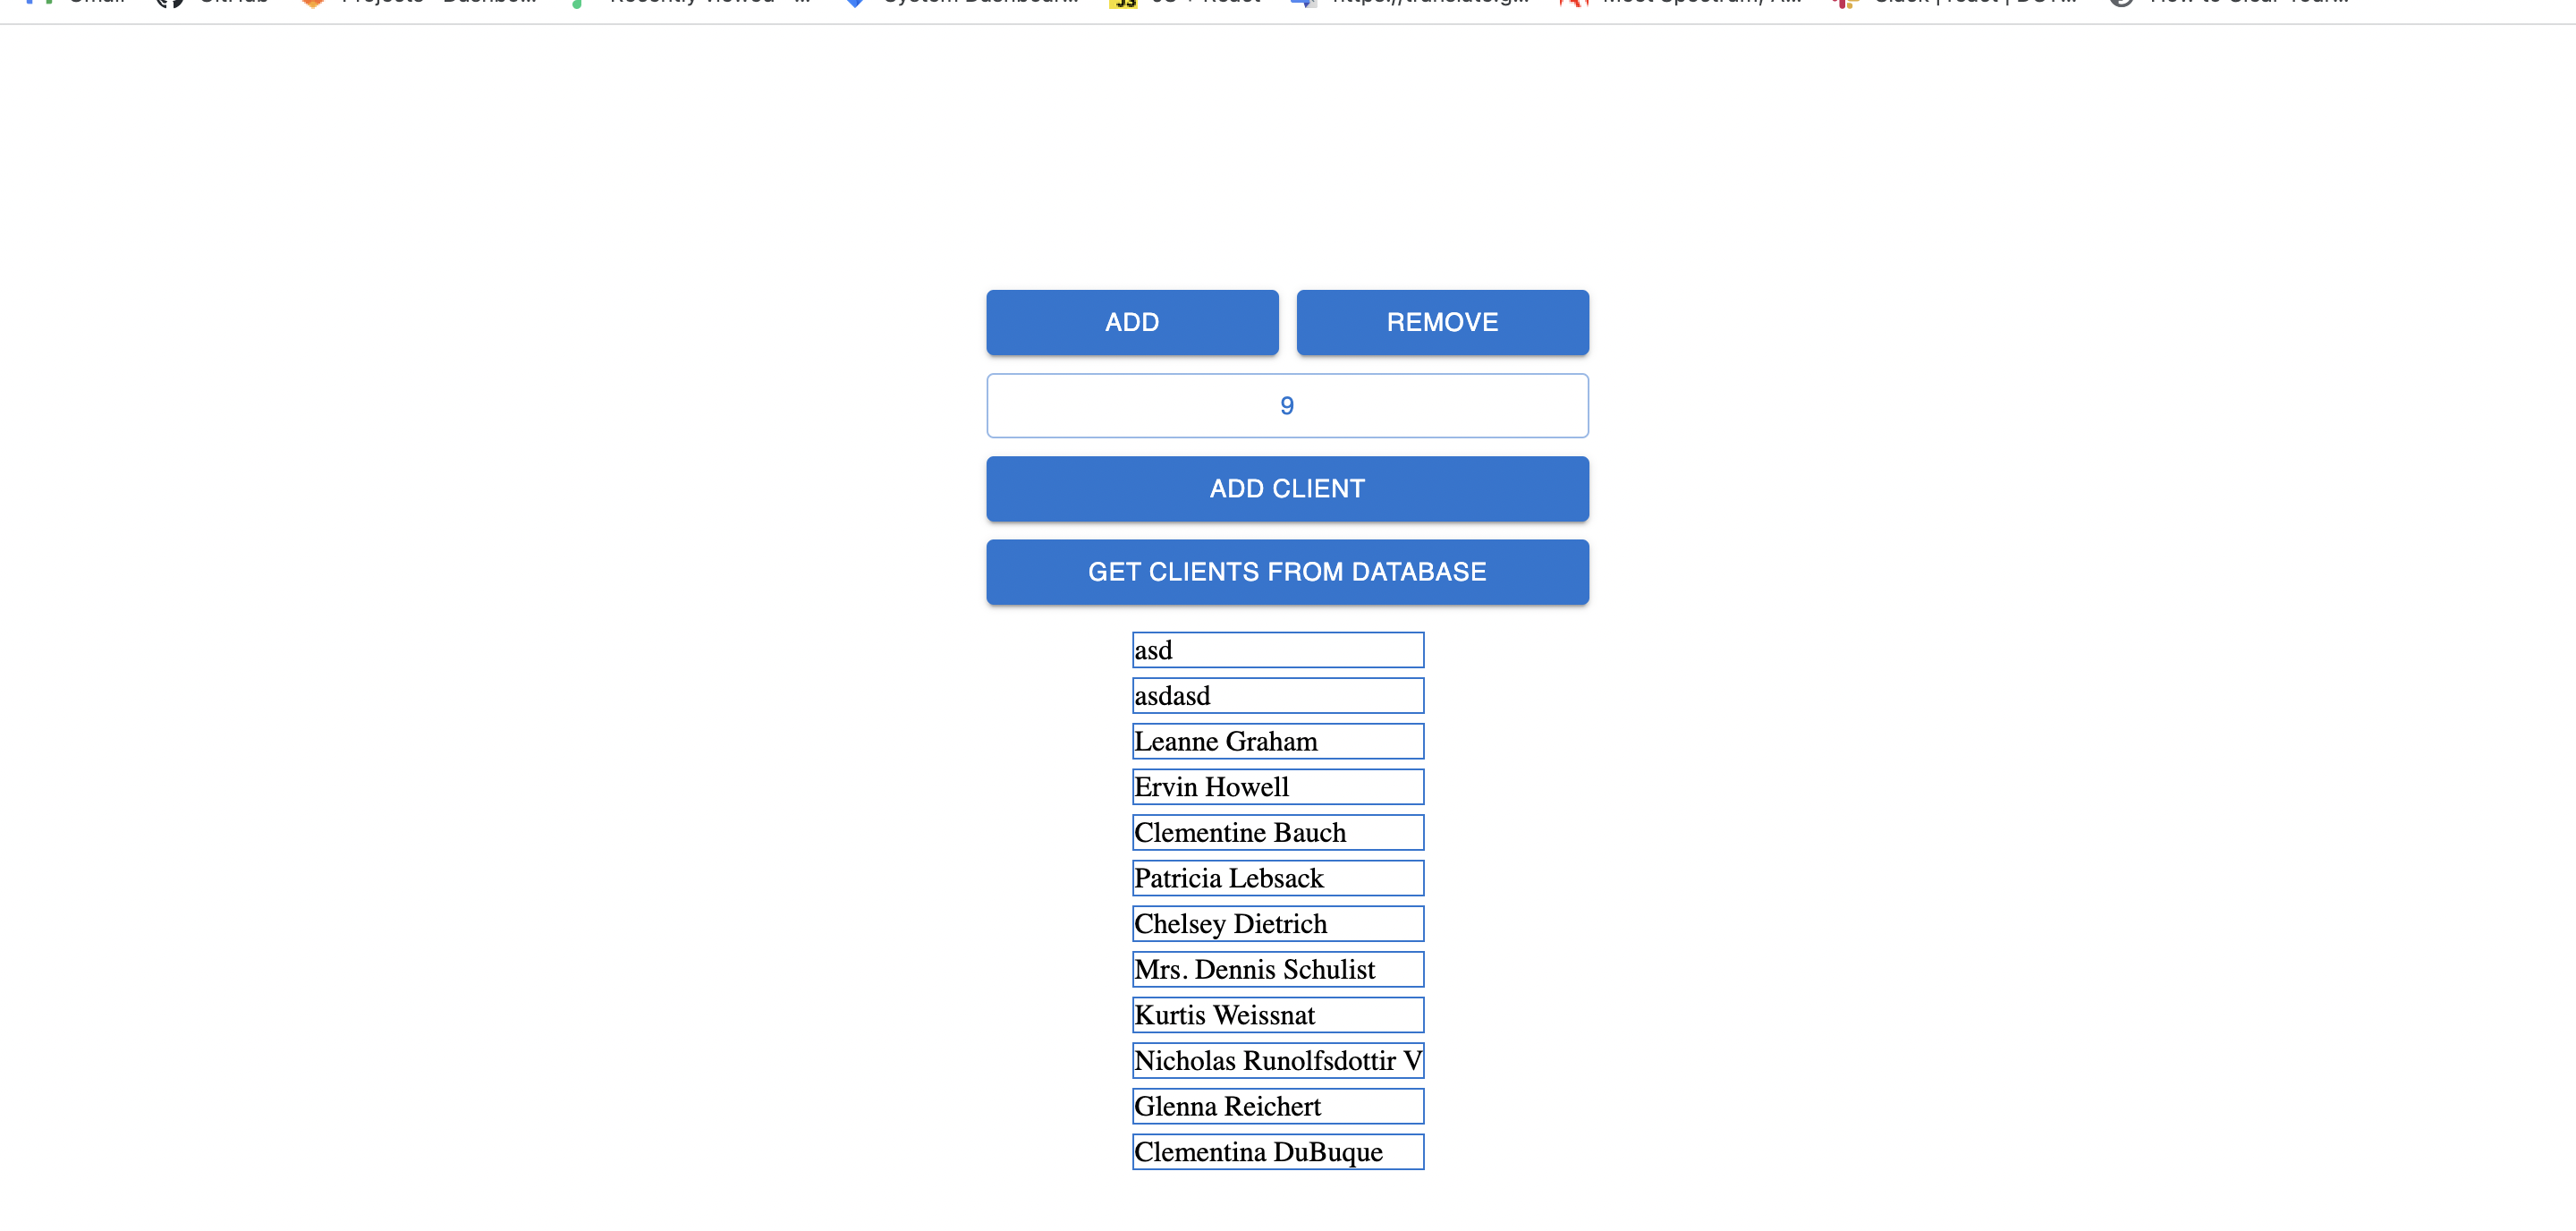 ADD REMOVE
9
ADD CLIENT
GET CLIENTS FROM DATABASE
asd
asdasd
Leanne Graham
Ervin Howell
Clementine Bauch
Patricia Lebsack
Chelsey Dietrich
Mrs. Dennis Schulist
Kurtis Weissnat
Nicholas Runolfsdottir V
Glenna Reichert
Clementina DuBuque